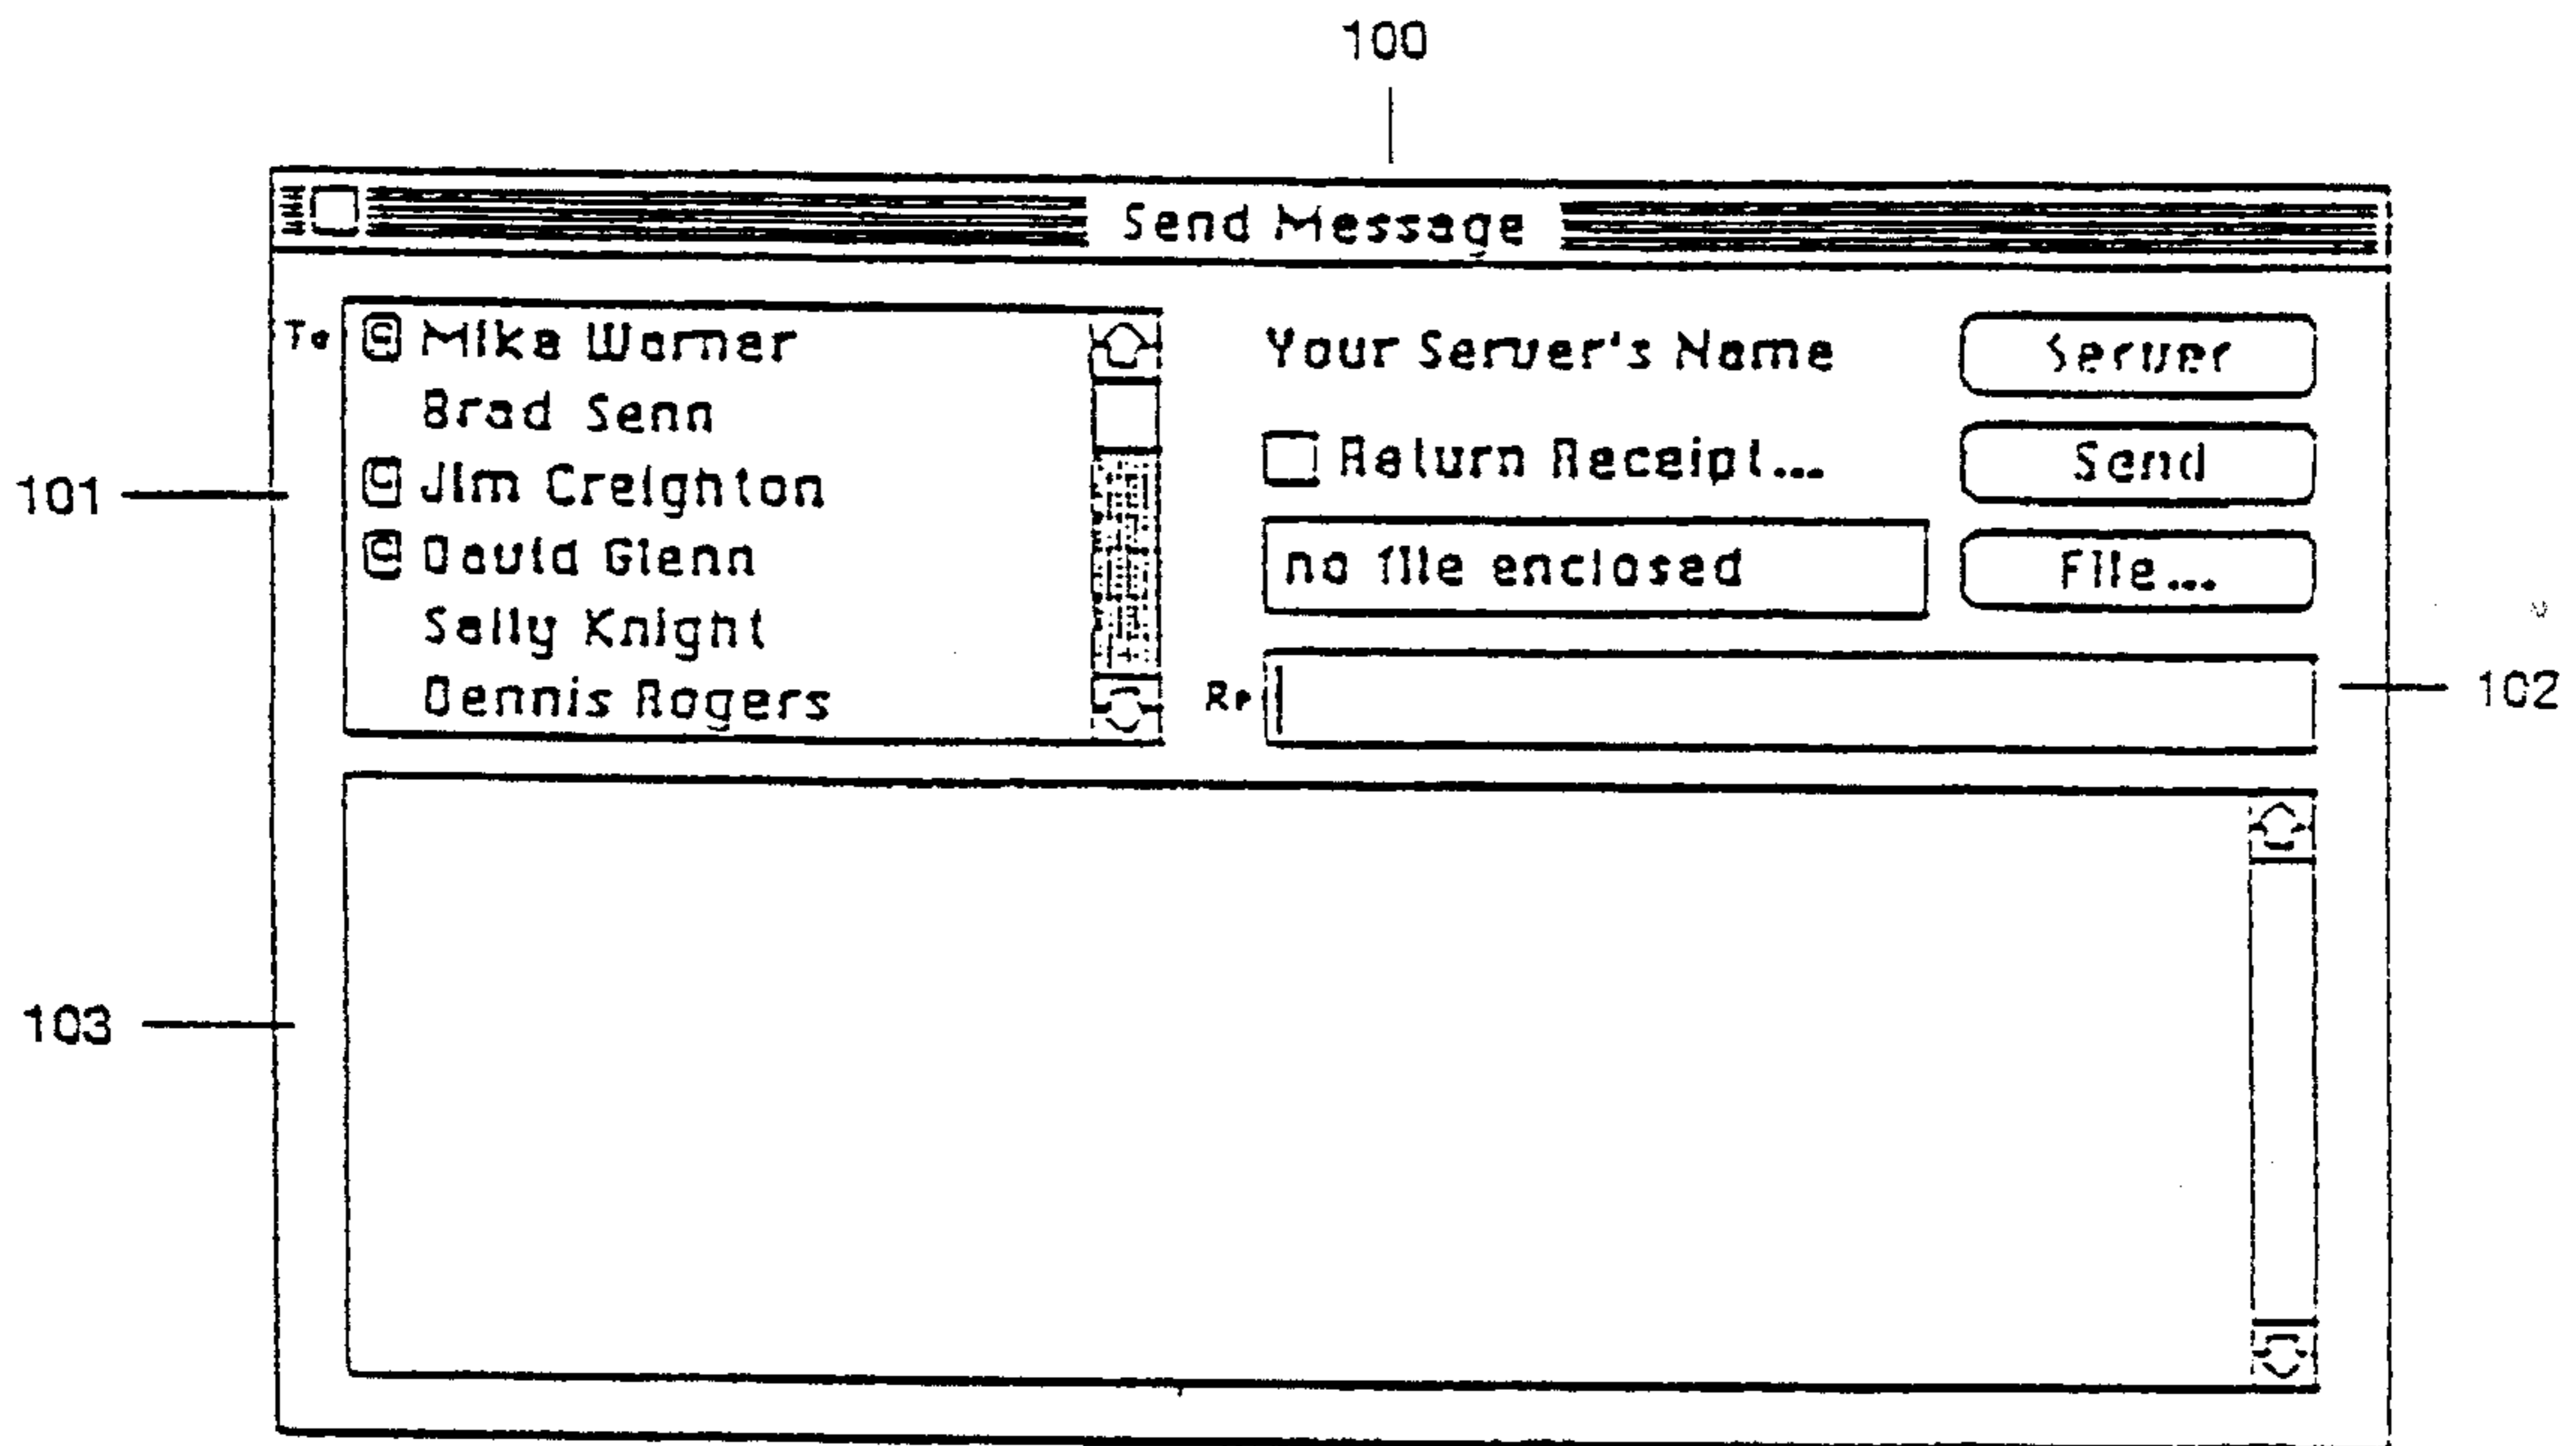 100
Send Message
To
Mike Warner
Brad Senn
Jim Creighton
David Glenn
Sally Knight
Dennis Rogers
Your Server's Name
Server
Return Receipt...
Send
no file enclosed
File...
Re
101
102
103